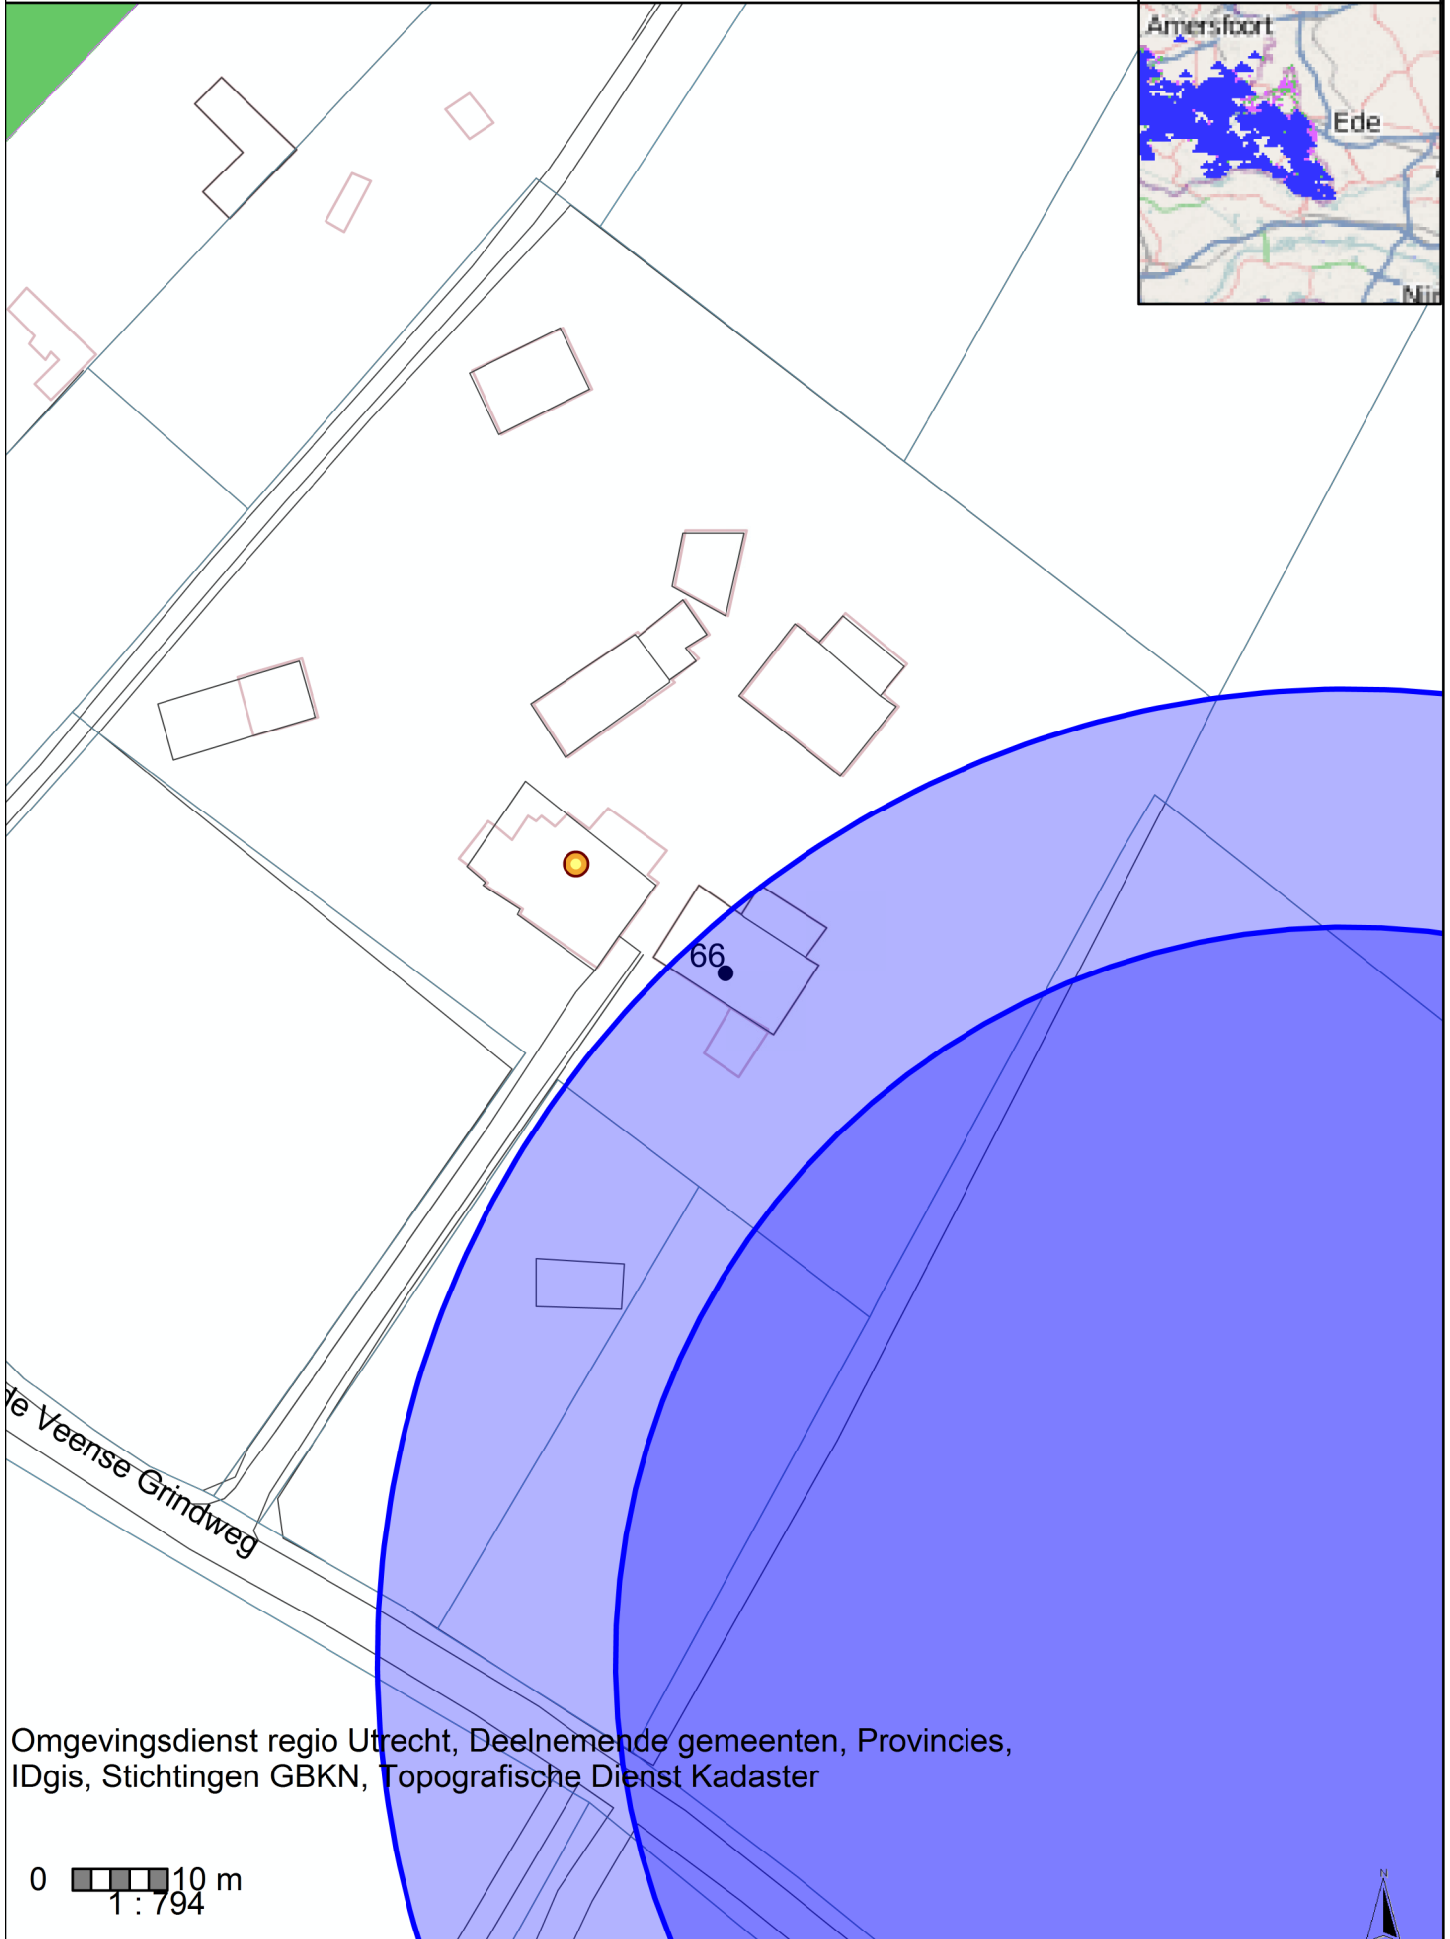 Amersfoort
Ede
66
de Veense Grindweg
Omgevingsdienst regio Utrecht, Deelnemende gemeenten, Provincies,
IDgis, Stichtingen GBKN, Topografische Dienst Kadaster
0 10 m
1 : 794
N